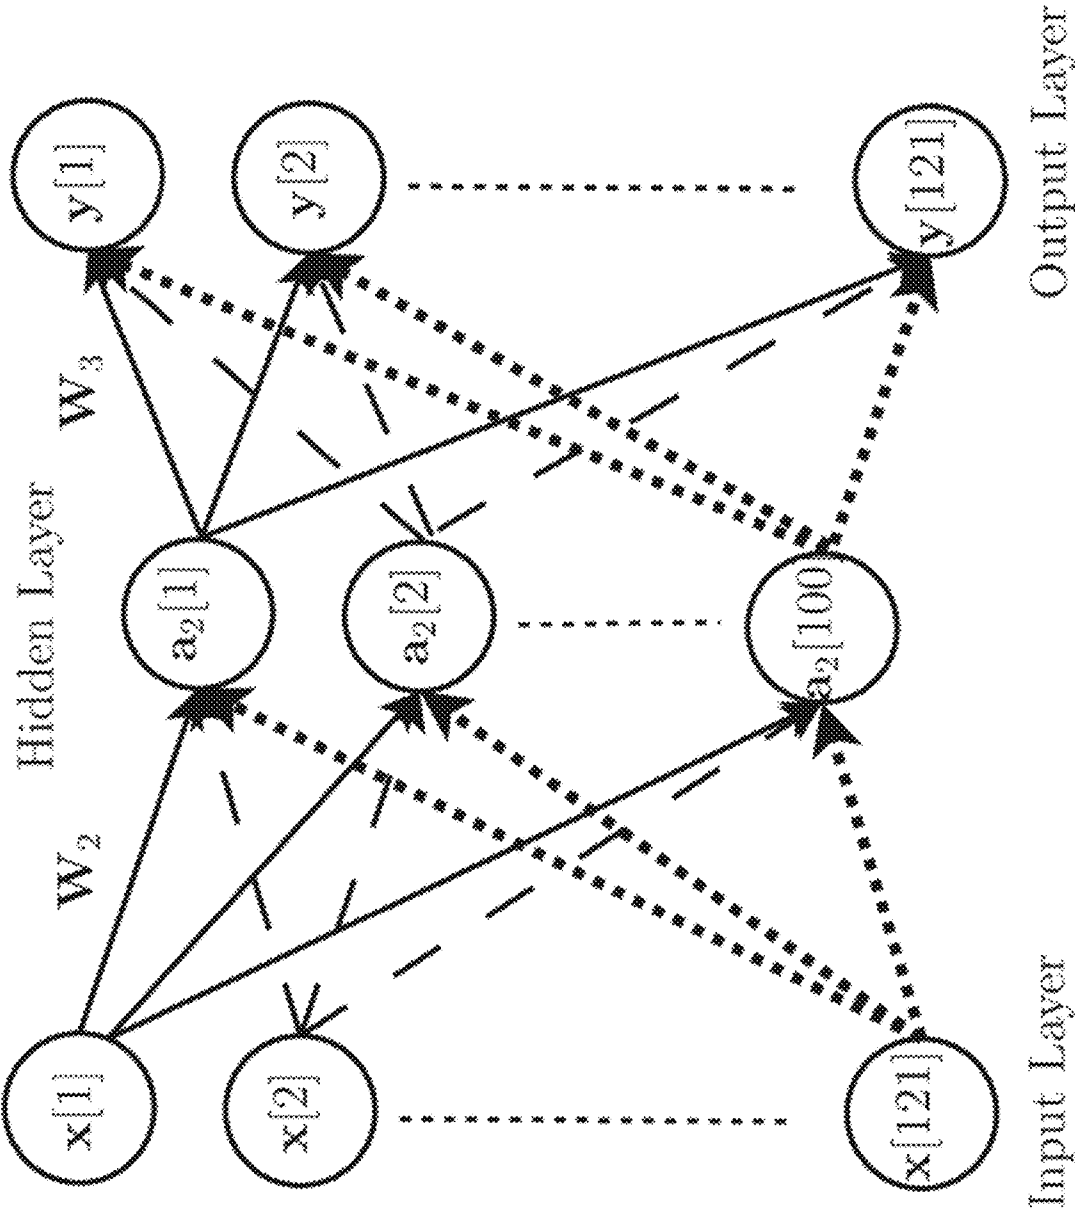 Input Layer
Hidden Layer
Output Layer
W₂
W₃
x[1]
x[2]
x[121]
a₂[1]
a₂[2]
a₂[100]
y[1]
y[2]
y[121]